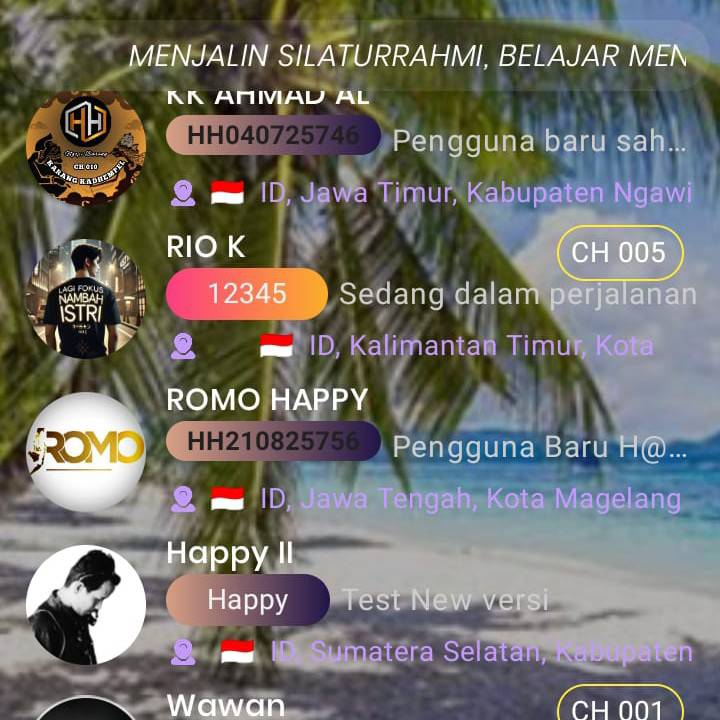 MENJALIN SILATURRAHMI, BELAJAR MEN
KK AHMAD AL
HH040725746 Pengguna baru sah...
ID, Jawa Timur, Kabupaten Ngawi
HH
CH 010
KARANG KADHEMPEL
RIO K
CH 005
12345 Sedang dalam perjalanan
ID, Kalimantan Timur, Kota
LAGI FOKUS
NAMBAH
ISTRI
ROMO HAPPY
HH210825756 Pengguna Baru H@...
ID, Jawa Tengah, Kota Magelang
ROMO
Happy II
Happy Test New versi
ID, Sumatera Selatan, Kabupaten
Wawan
CH 001